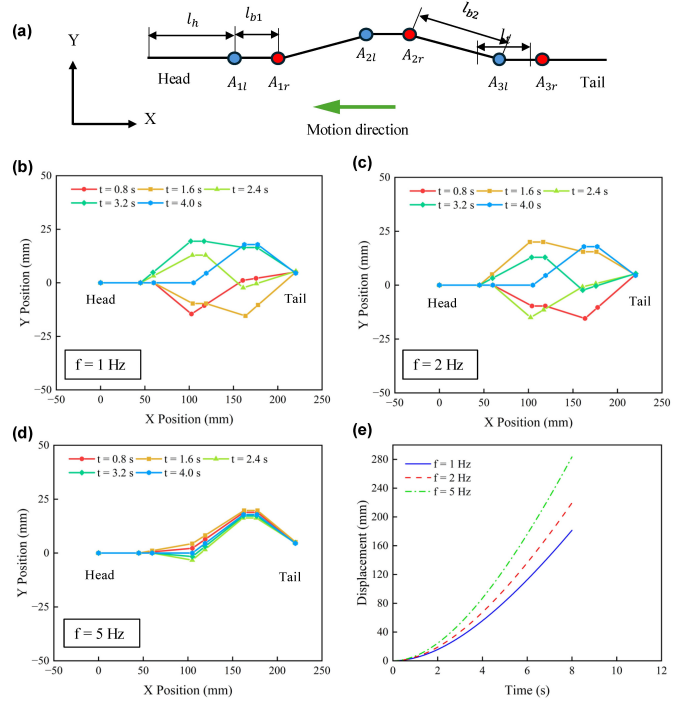 (a)
Y
X
l_h
l_b1
l_b2
Head
A_1l
A_1r
A_2l
A_2r
A_3l
A_3r
Tail
Motion direction
(b)
50
25
0
−25
−50
Y Position (mm)
t = 0.8 s
t = 1.6 s
t = 2.4 s
t = 3.2 s
t = 4.0 s
Head
Tail
f = 1 Hz
−50 0 50 100 150 200 250
X Position (mm)
(c)
50
25
0
−25
−50
Y Position (mm)
t = 0.8 s
t = 1.6 s
t = 2.4 s
t = 3.2 s
t = 4.0 s
Head
Tail
f = 2 Hz
−50 0 50 100 150 200 250
X Position (mm)
(d)
50
25
0
−25
−50
Y Position (mm)
t = 0.8 s
t = 1.6 s
t = 2.4 s
t = 3.2 s
t = 4.0 s
Head
Tail
f = 5 Hz
−50 0 50 100 150 200 250
X Position (mm)
(e)
280
240
200
160
120
80
40
0
Displacement (mm)
f = 1 Hz
f = 2 Hz
f = 5 Hz
0 2 4 6 8 10 12
Time (s)